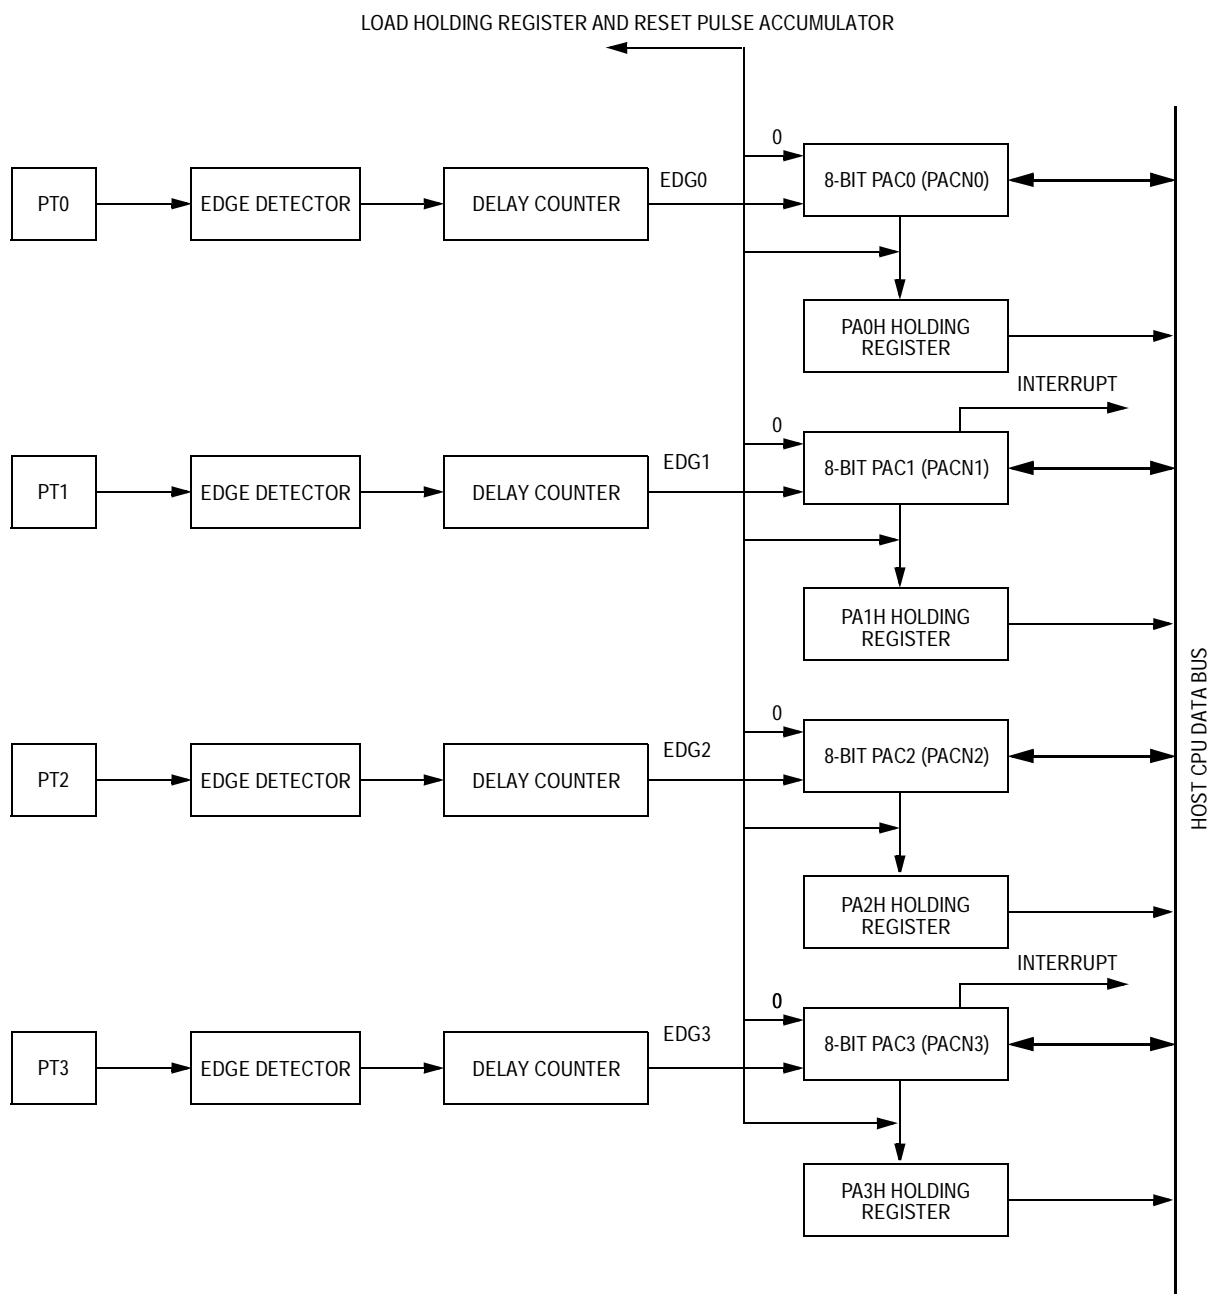 LOAD HOLDING REGISTER AND RESET PULSE ACCUMULATOR
0
EDG0
PT0
EDGE DETECTOR
DELAY COUNTER
8-BIT PAC0 (PACN0)
PA0H HOLDING
REGISTER
INTERRUPT
0
EDG1
PT1
EDGE DETECTOR
DELAY COUNTER
8-BIT PAC1 (PACN1)
PA1H HOLDING
REGISTER
HOST CPU DATA BUS
0
EDG2
PT2
EDGE DETECTOR
DELAY COUNTER
8-BIT PAC2 (PACN2)
PA2H HOLDING
REGISTER
INTERRUPT
0
EDG3
PT3
EDGE DETECTOR
DELAY COUNTER
8-BIT PAC3 (PACN3)
PA3H HOLDING
REGISTER